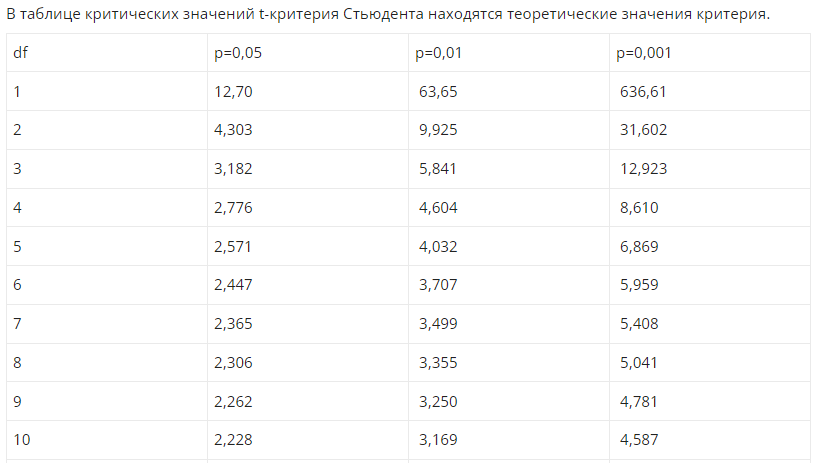 В таблице критических значений t-критерия Стьюдента находятся теоретические значения критерия.
df p=0,05 p=0,01 p=0,001
1 12,70 63,65 636,61
2 4,303 9,925 31,602
3 3,182 5,841 12,923
4 2,776 4,604 8,610
5 2,571 4,032 6,869
6 2,447 3,707 5,959
7 2,365 3,499 5,408
8 2,306 3,355 5,041
9 2,262 3,250 4,781
10 2,228 3,169 4,587